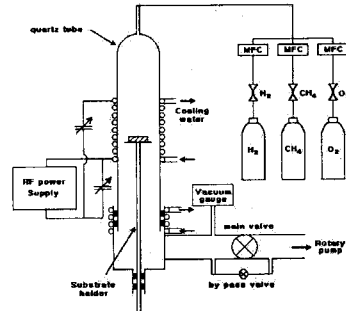 quartz tube
MFC
MFC
MFC
H2
CH4
O
Cooling
water
H2
CH4
O2
RF power
Supply
Vacuum
gauge
main valve
Rotary
pump
Substrate
holder
by pass valve